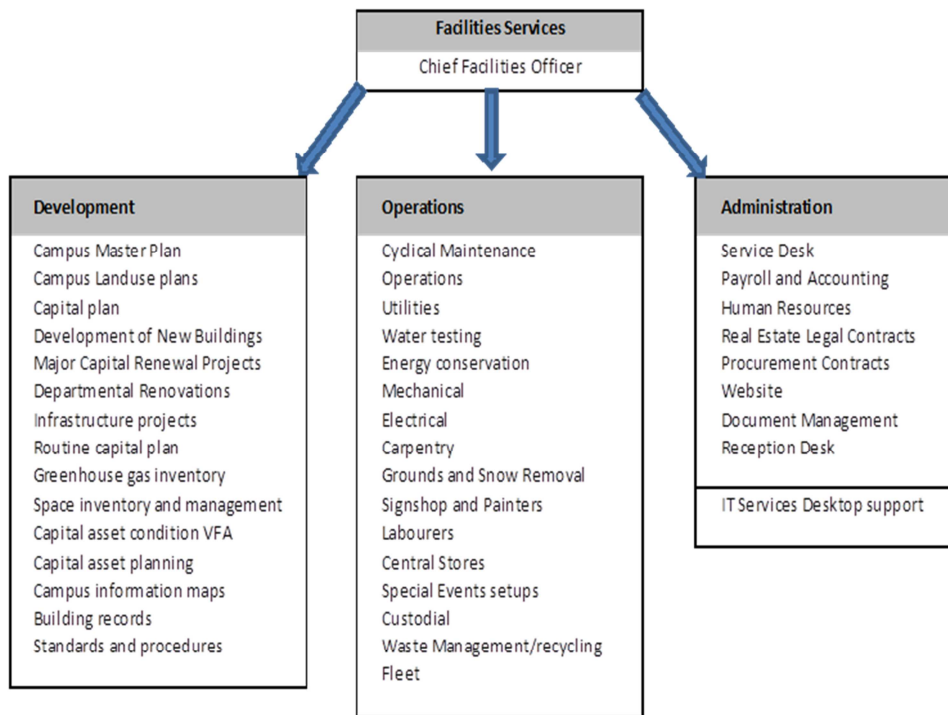 Facilities Services
Chief Facilities Officer
Development
Campus Master Plan
Campus Landuse plans
Capital plan
Development of New Buildings
Major Capital Renewal Projects
Departmental Renovations
Infrastructure projects
Routine capital plan
Greenhouse gas inventory
Space inventory and management
Capital asset condition VFA
Capital asset planning
Campus information maps
Building records
Standards and procedures
Operations
Cyclical Maintenance
Operations
Utilities
Water testing
Energy conservation
Mechanical
Electrical
Carpentry
Grounds and Snow Removal
Signshop and Painters
Labourers
Central Stores
Special Events setups
Custodial
Waste Management/recycling
Fleet
Administration
Service Desk
Payroll and Accounting
Human Resources
Real Estate Legal Contracts
Procurement Contracts
Website
Document Management
Reception Desk
IT Services Desktop support